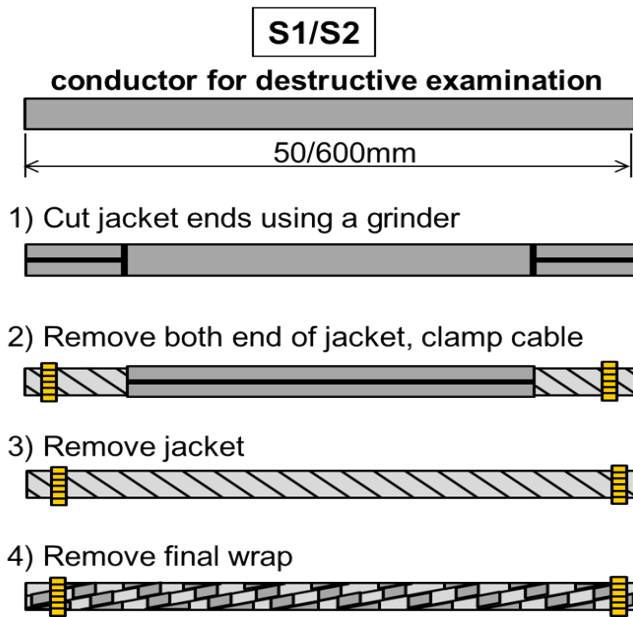 S1/S2
conductor for destructive examination
50/600mm
1) Cut jacket ends using a grinder
2) Remove both end of jacket, clamp cable
3) Remove jacket
4) Remove final wrap